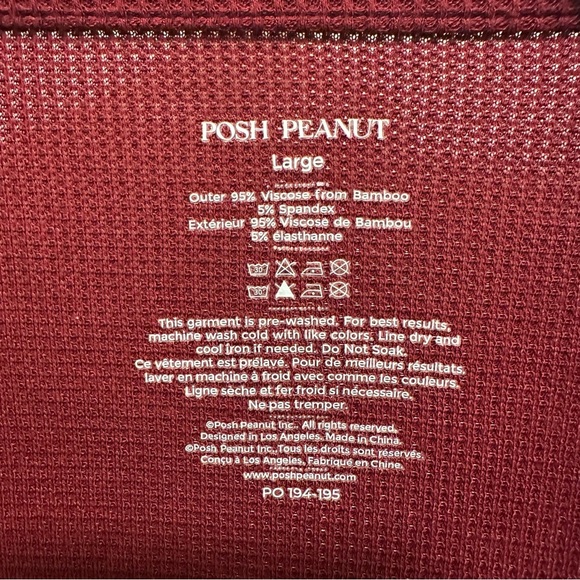 POSH PEANUT
Large
Outer 95% Viscose from Bamboo
5% Spandex
Extérieur 95% Viscose de Bambou
5% élasthanne
This garment is pre-washed. For best results,
machine wash cold with like colors. Line dry and
cool iron if needed. Do Not Soak.
Ce vêtement est prélavé. Pour de meilleurs résultats,
laver en machine à froid avec comme les couleurs.
Ligne sèche et fer froid si nécessaire.
Ne pas tremper.
©Posh Peanut Inc. All rights reserved.
Designed in Los Angeles. Made in China.
©Posh Peanut Inc. Tous les droits sont réservés.
Conçu à Los Angeles. Fabriqué en Chine.
www.poshpeanut.com
PO 194-195